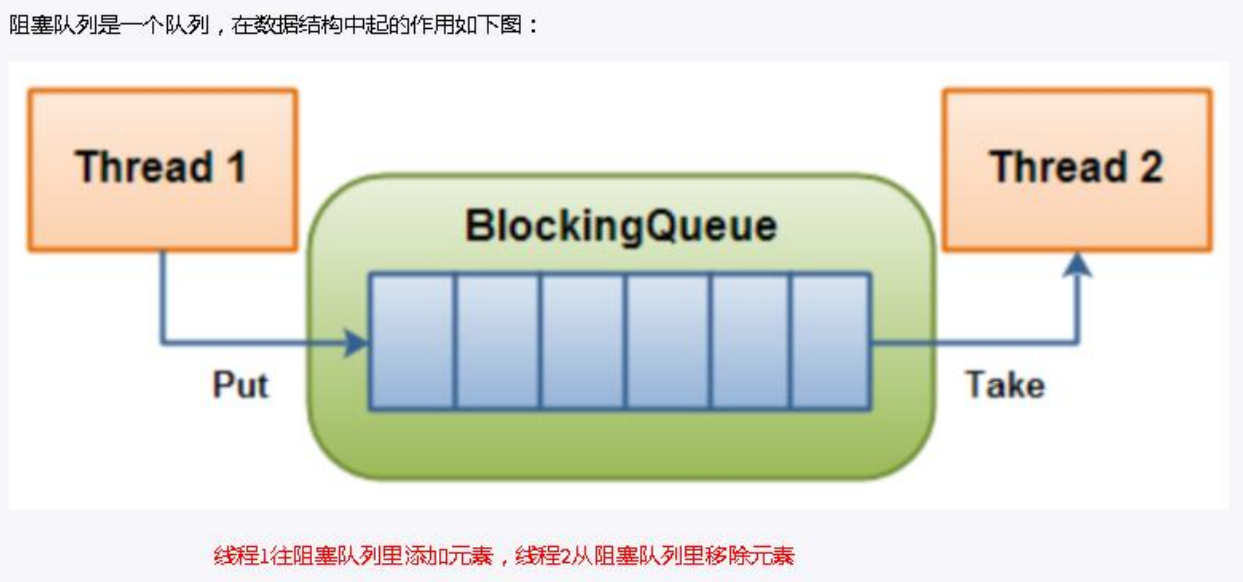 阻塞队列是一个队列，在数据结构中起的作用如下图：
Thread 1
Thread 2
BlockingQueue
Put
Take
线程1往阻塞队列里添加元素，线程2从阻塞队列里移除元素